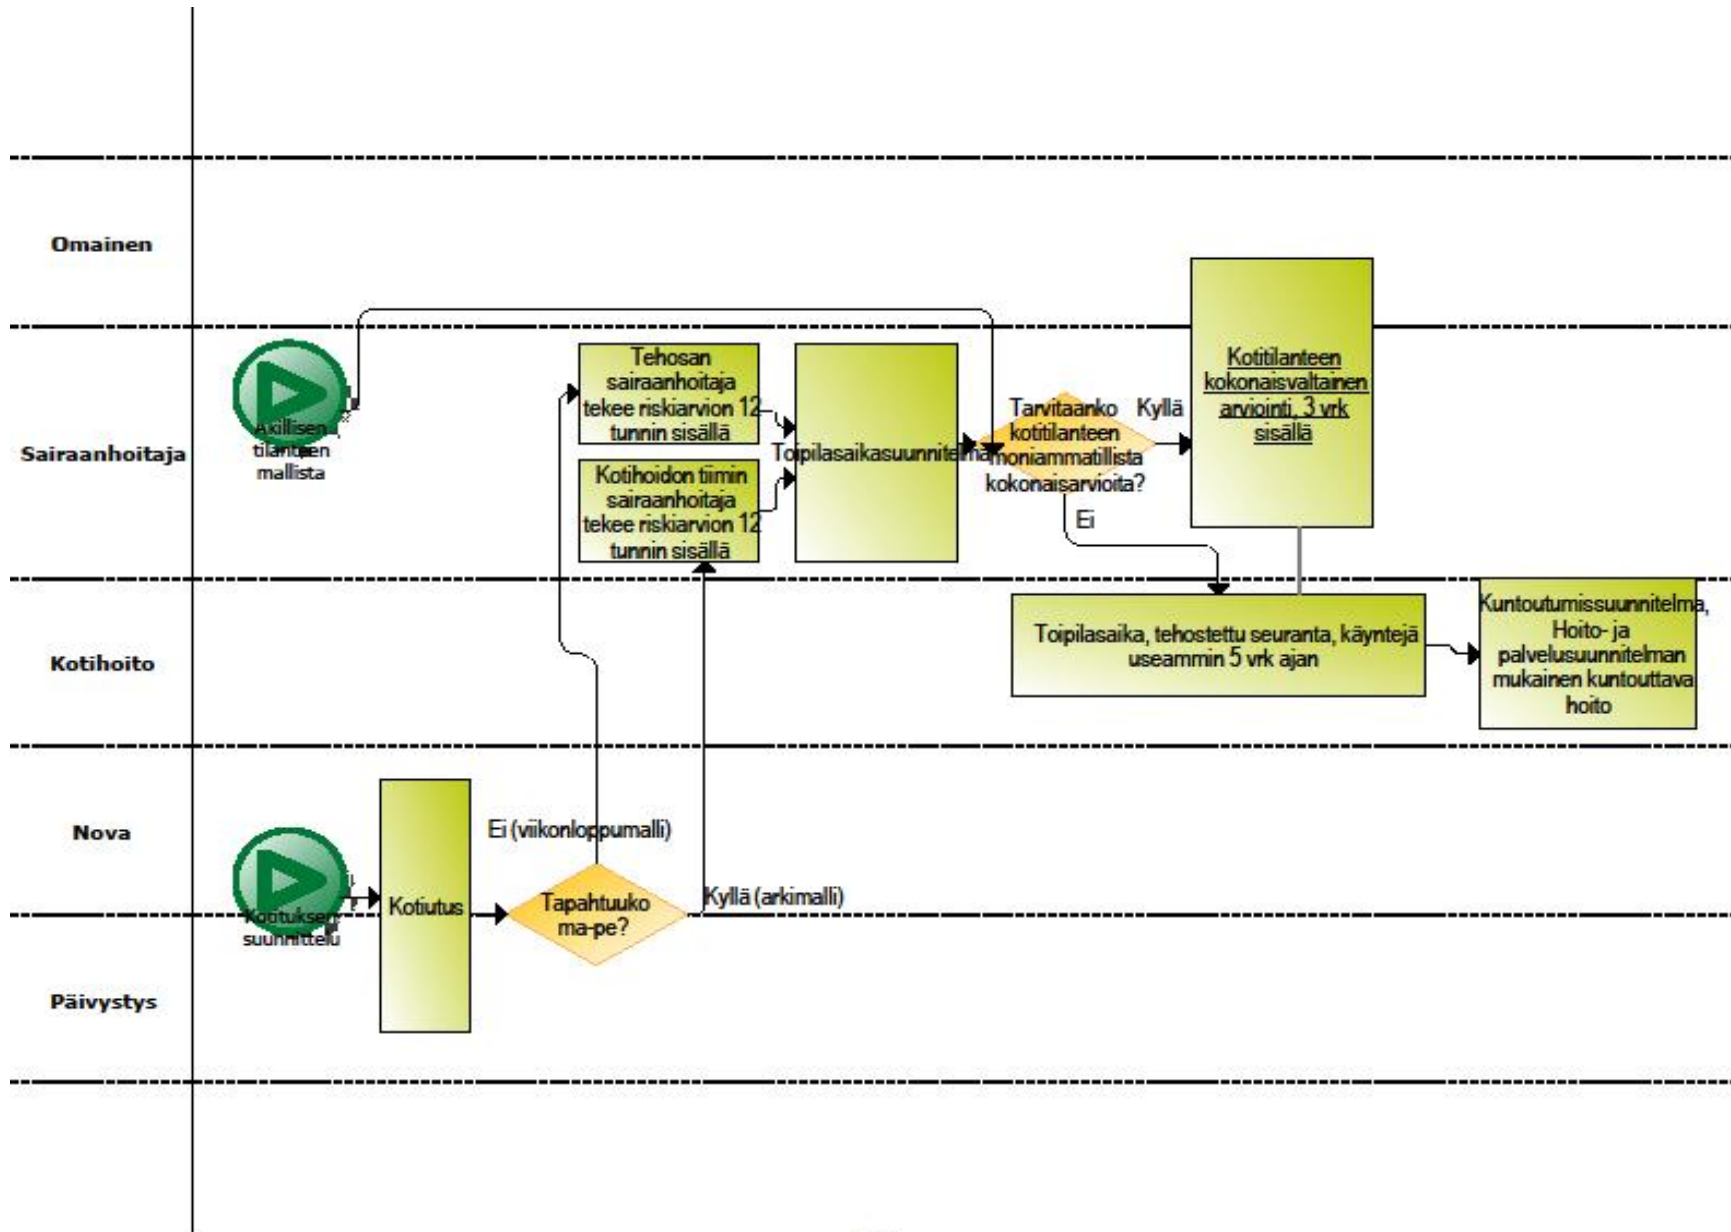 Omainen
Sairaanhoitaja
Äkillisen
tilanteen
mallista
Tehosan
sairaanhoitaja
tekee riskiarvion 12
tunnin sisällä
Kotihoidon tiimin
sairaanhoitaja
tekee riskiarvion 12
tunnin sisällä
Toipilasaikasuunnitelma
Tarvitaanko
kotitilanteen
moniammatillista
kokonaisarvioita?
Kyllä
Ei
Kotitilanteen
kokonaisvaltainen
arviointi, 3 vrk
sisällä
Kotihoito
Toipilasaika, tehostettu seuranta, käyntejä
useammin 5 vrk ajan
Kuntoutumissuunnitelma,
Hoito- ja
palvelusuunnitelman
mukainen kuntouttava
hoito
Nova
Kotituksen
suunnittelu
Kotiutus
Ei (viikonloppumalli)
Tapahtuuko
ma-pe?
Kyllä (arkimalli)
Päivystys